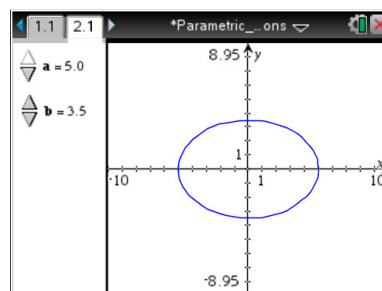 1.1 2.1 *Parametric_...ons
a = 5.0
b = 3.5
8.95 y
1
x
-10 1 10
-8.95